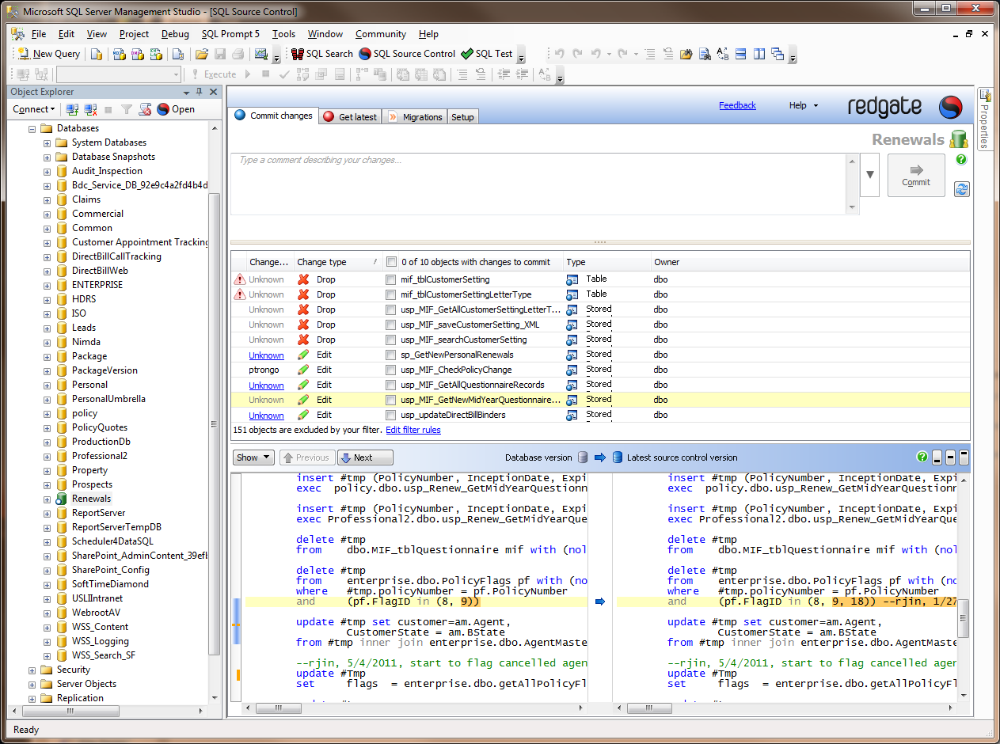 Microsoft SQL Server Management Studio - [SQL Source Control]
File Edit View Project Debug SQL Prompt 5 Tools Window Community Help
New Query SQL Search SQL Source Control SQL Test
Execute
Object Explorer
Connect Open
Databases
System Databases
Database Snapshots
Audit_Inspection
Bdc_Service_DB_92e9c4a2fd4b4d
Claims
Commercial
Common
Customer Appointment Tracking
DirectBillCallTracking
DirectBillWeb
ENTERPRISE
HDRS
ISO
Leads
Nimda
Package
PackageVersion
Personal
PersonalUmbrella
policy
PolicyQuotes
ProductionDb
Professional2
Property
Prospects
Renewals
ReportServer
ReportServerTempDB
Scheduler4DataSQL
SharePoint_AdminContent_39efb
SharePoint_Config
SoftTimeDiamond
USLIIntranet
WebrootAV
WSS_Content
WSS_Logging
WSS_Search_SF
Security
Server Objects
Replication
Commit changes Get latest Migrations Setup
Feedback Help redgate
Properties
Renewals
Type a comment describing your changes...
Commit
Change... Change type 0 of 10 objects with changes to commit Type Owner
Unknown Drop mif_tblCustomerSetting Table dbo
Unknown Drop mif_tblCustomerSettingLetterType Table dbo
Unknown Drop usp_MIF_GetAllCustomerSettingLetterT... Stored dbo
Unknown Drop usp_MIF_saveCustomerSetting_XML Stored dbo
Unknown Drop usp_MIF_searchCustomerSetting Stored dbo
Unknown Edit sp_GetNewPersonalRenewals Stored dbo
ptrongo Edit usp_MIF_CheckPolicyChange Stored dbo
Unknown Edit usp_MIF_GetAllQuestionnaireRecords Stored dbo
Unknown Edit usp_MIF_GetNewMidYearQuestionnaire... Stored dbo
Unknown Edit usp_updateDirectBillBinders Stored dbo
151 objects are excluded by your filter. Edit filter rules
Show Previous Next Database version Latest source control version
insert #tmp (PolicyNumber, InceptionDate, Expi
exec policy.dbo.usp_Renew_GetMidYearQuestionn
insert #tmp (PolicyNumber, InceptionDate, Expi
exec Professional2.dbo.usp_Renew_GetMidYearQue
delete #tmp
from dbo.MIF_tblQuestionnaire mif with (nol
delete #tmp
from enterprise.dbo.PolicyFlags pf with (no
where #tmp.policyNumber = pf.PolicyNumber
and (pf.FlagID in (8, 9))
update #tmp set customer=am.Agent,
CustomerState = am.BState
from #tmp inner join enterprise.dbo.AgentMaste
--rjin, 5/4/2011, start to flag cancelled agen
update #Tmp
set flags = enterprise.dbo.getAllPolicyFl
insert #tmp (PolicyNumber, InceptionDate, Expi
exec policy.dbo.usp_Renew_GetMidYearQuestionn
insert #tmp (PolicyNumber, InceptionDate, Expi
exec Professional2.dbo.usp_Renew_GetMidYearQue
delete #tmp
from dbo.MIF_tblQuestionnaire mif with (nol
delete #tmp
from enterprise.dbo.PolicyFlags pf with (no
where #tmp.policyNumber = pf.PolicyNumber
and (pf.FlagID in (8, 9, 18)) --rjin, 1/27
update #tmp set customer=am.Agent,
CustomerState = am.BState
from #tmp inner join enterprise.dbo.AgentMaste
--rjin, 5/4/2011, start to flag cancelled agen
update #Tmp
set flags = enterprise.dbo.getAllPolicyFl
Ready